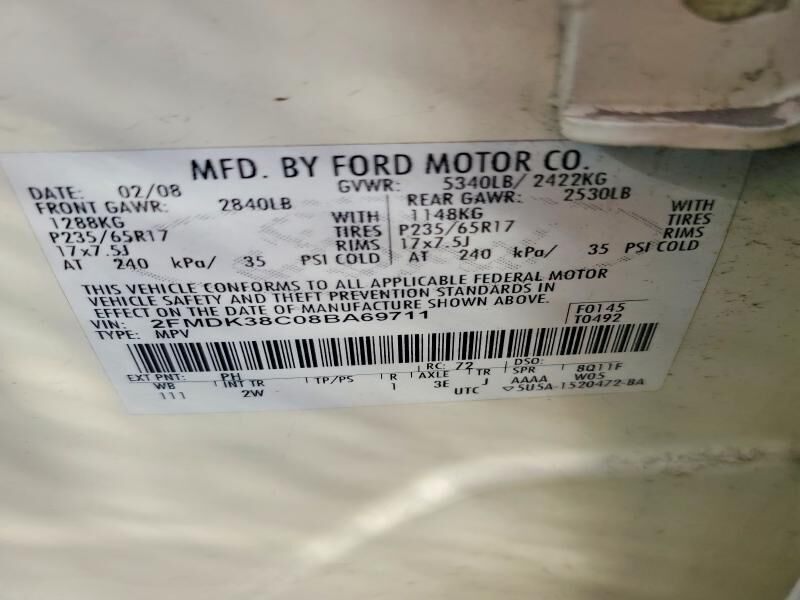 MFD. BY FORD MOTOR CO.
DATE: 02/08 GVWR: 5340LB/ 2422KG
FRONT GAWR: 2840LB REAR GAWR: 2530LB
1288KG WITH 1148KG WITH
P235/65R17 TIRES P235/65R17 TIRES
17x7.5J RIMS 17x7.5J RIMS
AT 240 kPa/ 35 PSI COLD AT 240 kPa/ 35 PSI COLD
THIS VEHICLE CONFORMS TO ALL APPLICABLE FEDERAL MOTOR
VEHICLE SAFETY AND THEFT PREVENTION STANDARDS IN
EFFECT ON THE DATE OF MANUFACTURE SHOWN ABOVE.
VIN: 2FMDK38C08BA69711 F0145
TYPE: MPV T0492
EXT PNT: PH RC: 72 DSO:
WB INT TR TP/PS R AXLE TR SPR 8Q11F
111 2W 1 3E J AAAA W05
UTC ▽5U5A-1520472-BA